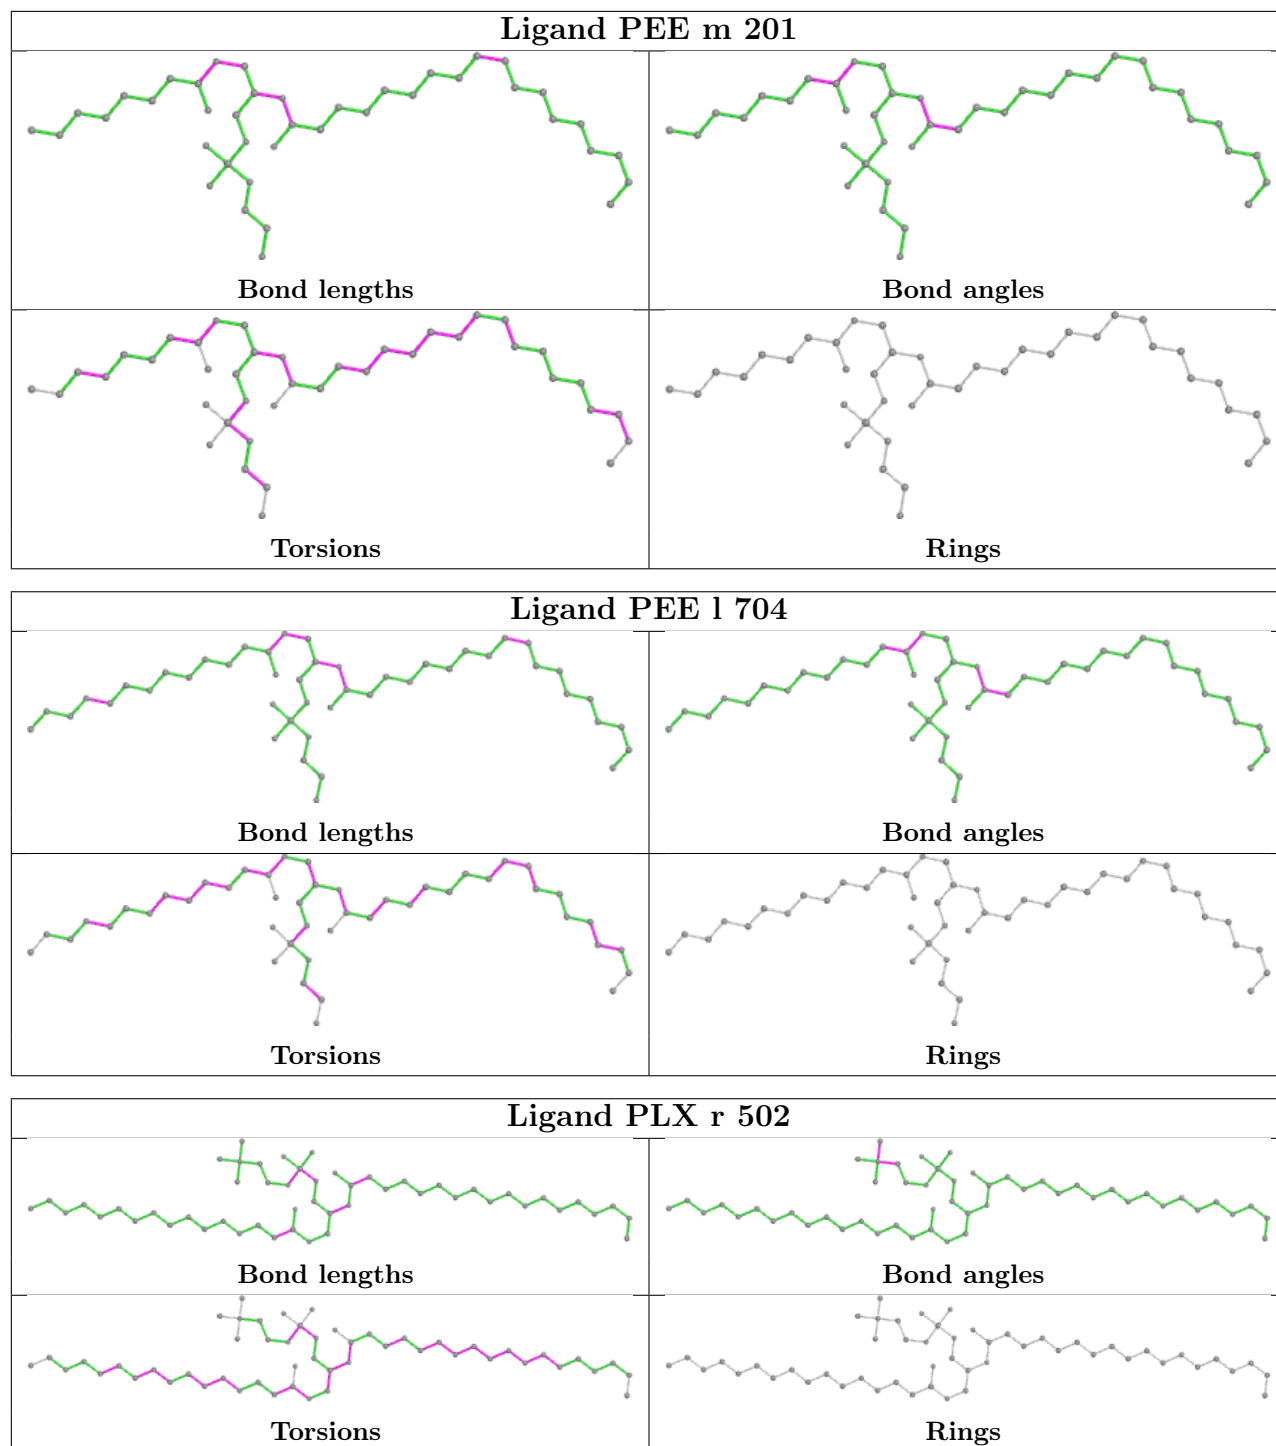 Ligand PEE m 201
Bond lengths
Bond angles
Torsions
Rings
Ligand PEE l 704
Bond lengths
Bond angles
Torsions
Rings
Ligand PLX r 502
Bond lengths
Bond angles
Torsions
Rings